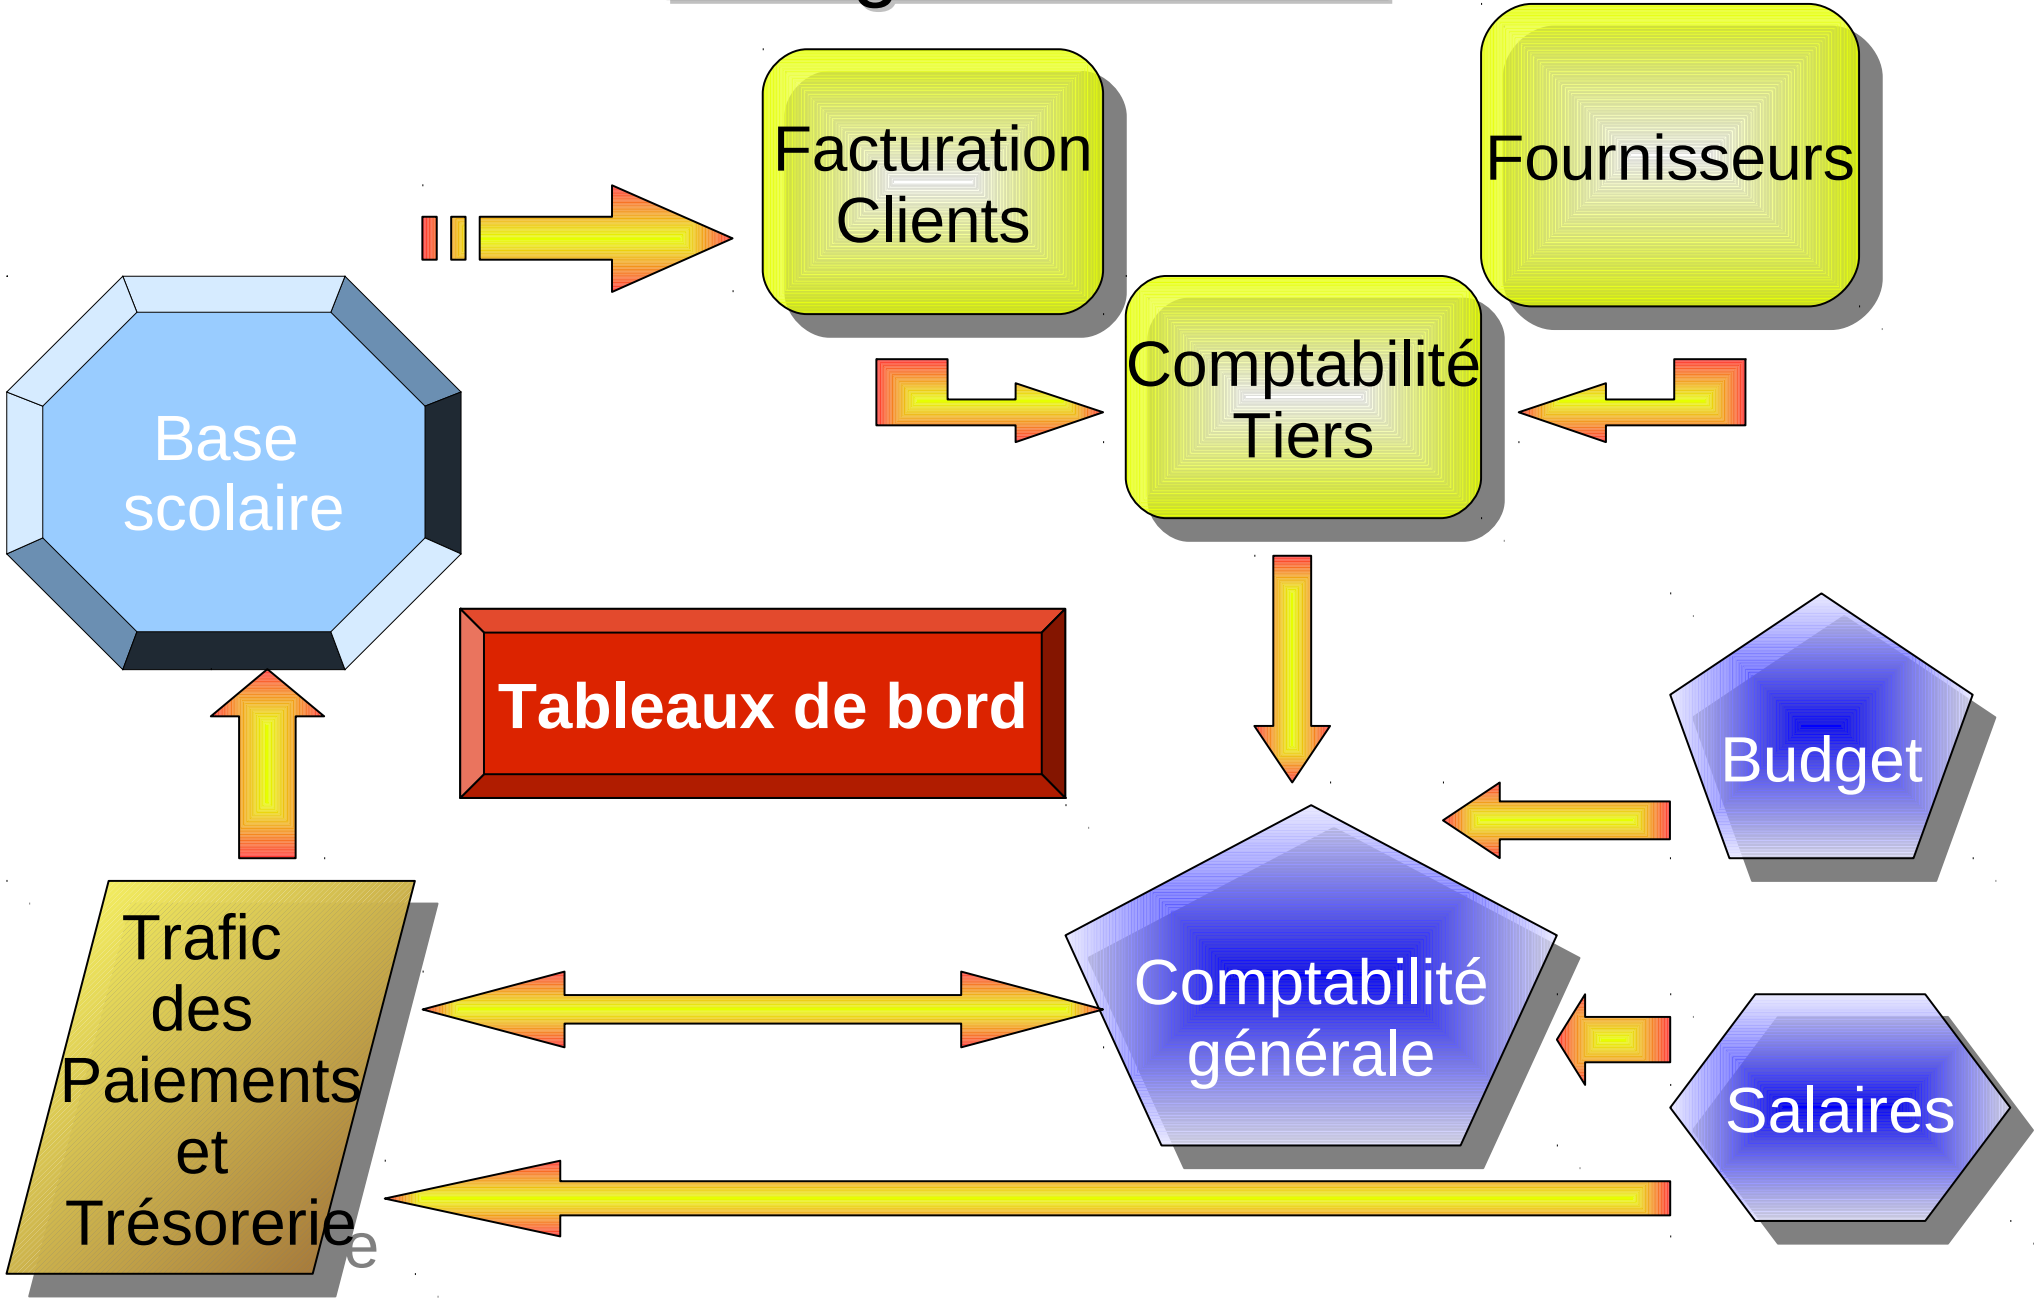 Facturation
Clients
Fournisseurs
Comptabilité
Tiers
Base
scolaire
Tableaux de bord
Budget
Trafic
des
Paiements
et
Trésorerie
Comptabilité
générale
Salaires